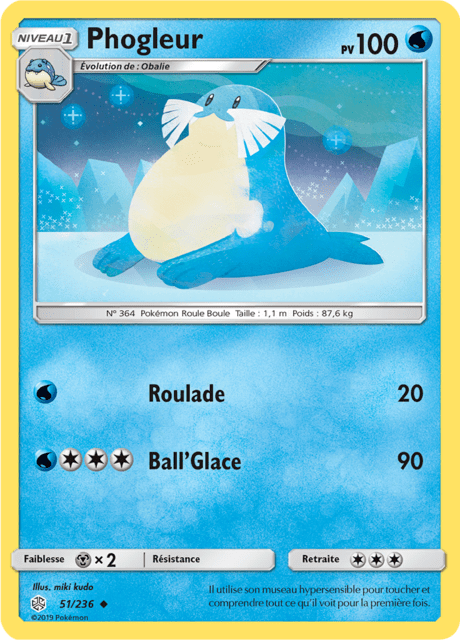 NIVEAU 1
Phogleur
PV 100
Évolution de : Obalie
N° 364 Pokémon Roule Boule Taille : 1,1 m Poids : 87,6 kg
Roulade 20
Ball'Glace 90
Faiblesse ×2 Résistance Retraite
Illus. miki kudo
51/236
©2019 Pokémon
Il utilise son museau hypersensible pour toucher et
comprendre tout ce qu'il voit pour la première fois.